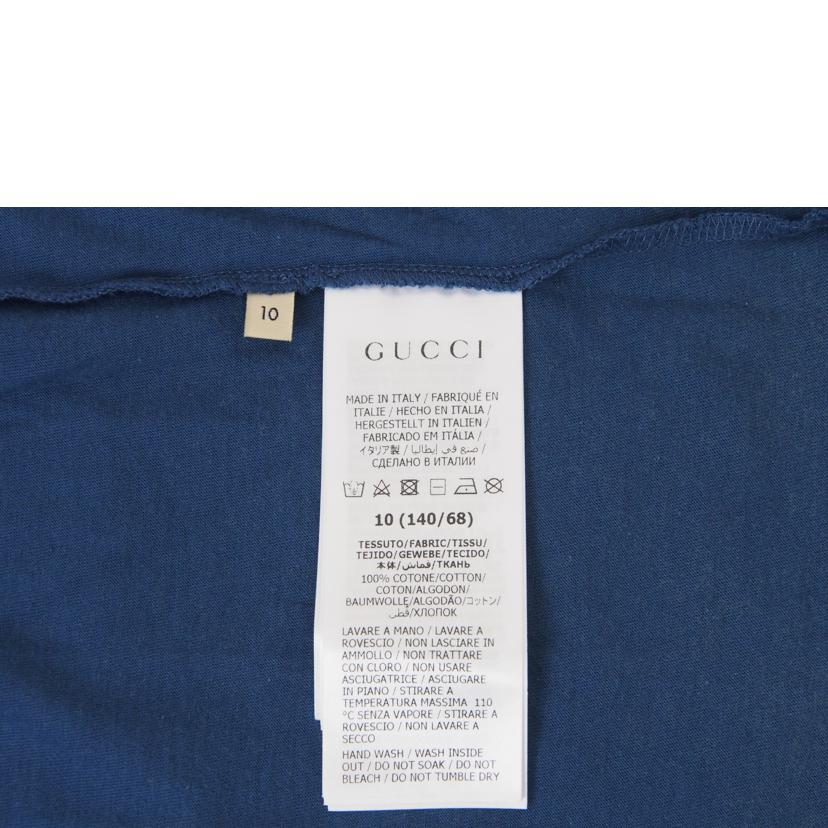 10
GUCCI
MADE IN ITALY / FABRIQUÉ EN
ITALIE / HECHO EN ITALIA /
HERGESTELLT IN ITALIEN /
FABRICADO EM ITÁLIA /
イタリア製 / صنع في إيطاليا /
СДЕЛАНО В ИТАЛИИ
10 (140/68)
TESSUTO/FABRIC/TISSU/
TEJIDO/GEWEBE/TECIDO/
本体/قماش/ТКАНЬ
100% COTONE/COTTON/
COTON/ALGODON/
BAUMWOLLE/ALGODÃO/コットン/
قطن/ХЛОПОК
LAVARE A MANO / LAVARE A
ROVESCIO / NON LASCIARE IN
AMMOLLO / NON TRATTARE
CON CLORO / NON USARE
ASCIUGATRICE / ASCIUGARE
IN PIANO / STIRARE A
TEMPERATURA MASSIMA 110
°C SENZA VAPORE / STIRARE A
ROVESCIO / NON LAVARE A
SECCO
HAND WASH / WASH INSIDE
OUT / DO NOT SOAK / DO NOT
BLEACH / DO NOT TUMBLE DRY